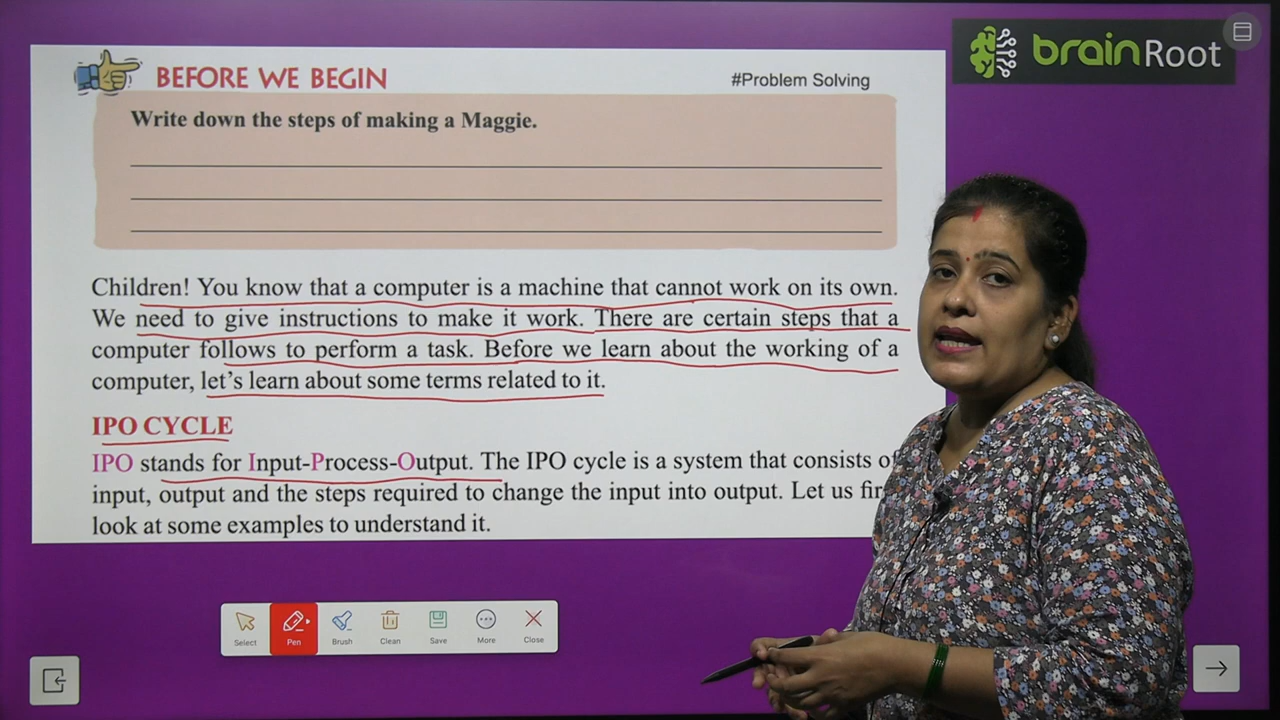 BEFORE WE BEGIN
#Problem Solving
brainRoot
Write down the steps of making a Maggie.
Children! You know that a computer is a machine that cannot work on its own.
We need to give instructions to make it work. There are certain steps that a
computer follows to perform a task. Before we learn about the working of a
computer, let's learn about some terms related to it.
IPO CYCLE
IPO stands for Input-Process-Output. The IPO cycle is a system that consists of
input, output and the steps required to change the input into output. Let us
look at some examples to understand it.
Select Pen Brush Clean Save More Close